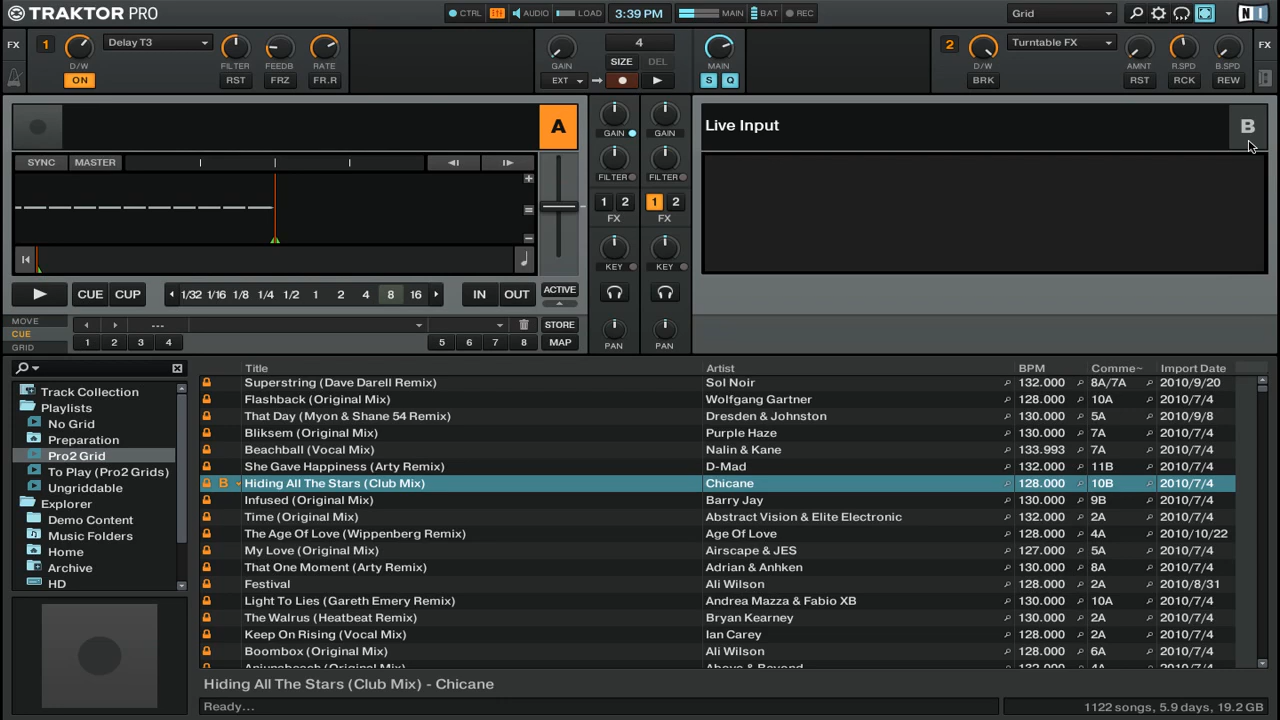 TRAKTOR PRO
CTRL AUDIO LOAD 3:39 PM MAIN BAT REC
Grid
NI
FX 1 Delay T3
D/W FILTER FEEDB RATE
ON RST FRZ FR.R
4
SIZE DEL
GAIN
EXT
MAIN
S Q
2 Turntable FX FX
D/W AMNT R.SPD B.SPD
BRK RST RCK REW
A
SYNC MASTER
CUE CUP 1/32 1/16 1/8 1/4 1/2 1 2 4 8 16 IN OUT ACTIVE
MOVE
CUE
GRID
--- STORE
1 2 3 4 5 6 7 8 MAP
GAIN GAIN
FILTER FILTER
1 2 1 2
FX FX
KEY KEY
PAN PAN
Live Input B
Title Artist BPM Comme~ Import Date
Superstring (Dave Darell Remix) Sol Noir 132.000 8A/7A 2010/9/20
Flashback (Original Mix) Wolfgang Gartner 128.000 10A 2010/7/4
That Day (Myon & Shane 54 Remix) Dresden & Johnston 130.000 5A 2010/9/8
Bliksem (Original Mix) Purple Haze 130.000 7A 2010/7/4
Beachball (Vocal Mix) Nalin & Kane 133.993 7A 2010/7/4
She Gave Happiness (Arty Remix) D-Mad 132.000 11B 2010/7/4
B Hiding All The Stars (Club Mix) Chicane 128.000 10B 2010/7/4
Infused (Original Mix) Barry Jay 130.000 9B 2010/7/4
Time (Original Mix) Abstract Vision & Elite Electronic 132.000 2A 2010/7/4
The Age Of Love (Wippenberg Remix) Age Of Love 128.000 4A 2010/10/22
My Love (Original Mix) Airscape & JES 127.000 5A 2010/7/4
That One Moment (Arty Remix) Adrian & Anhken 130.000 8A 2010/7/4
Festival Ali Wilson 128.000 2A 2010/8/31
Light To Lies (Gareth Emery Remix) Andrea Mazza & Fabio XB 130.000 10A 2010/7/4
The Walrus (Heatbeat Remix) Bryan Kearney 130.000 2A 2010/7/4
Keep On Rising (Vocal Mix) Ian Carey 128.000 2A 2010/7/4
Boombox (Original Mix) Ali Wilson 128.000 6A 2010/7/4
Anjunabeach (Original Mix) Above & Beyond 132.000 4A 2010/7/4
Track Collection
Playlists
No Grid
Preparation
Pro2 Grid
To Play (Pro2 Grids)
Ungriddable
Explorer
Demo Content
Music Folders
Home
Archive
HD
Hiding All The Stars (Club Mix) - Chicane
Ready...
1122 songs, 5.9 days, 19.2 GB